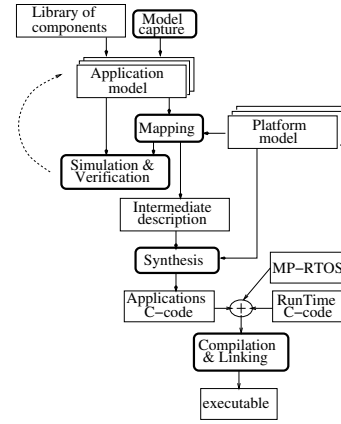 Library of
components
Model
capture
Application
model
Mapping
Platform
model
Simulation &
Verification
Intermediate
description
Synthesis
MP-RTOS
Applications
C-code
+
RunTime
C-code
Compilation
& Linking
executable